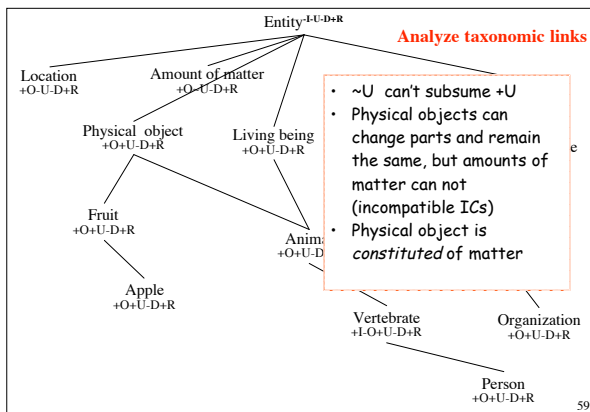 Entity-I-U-D+R
Analyze taxonomic links
Location
+O-U-D+R
Amount of matter
+O~U-D+R
Physical object
+O+U-D+R
Living being
+O+U-D+R
• ~U can't subsume +U
• Physical objects can
change parts and remain
the same, but amounts of
matter can not
(incompatible ICs)
• Physical object is
constituted of matter
e
Fruit
+O+U-D+R
Anima
+O+U-D
Apple
+O+U-D+R
Vertebrate
+I-O+U-D+R
Organization
+O+U-D+R
Person
+O+U-D+R
59